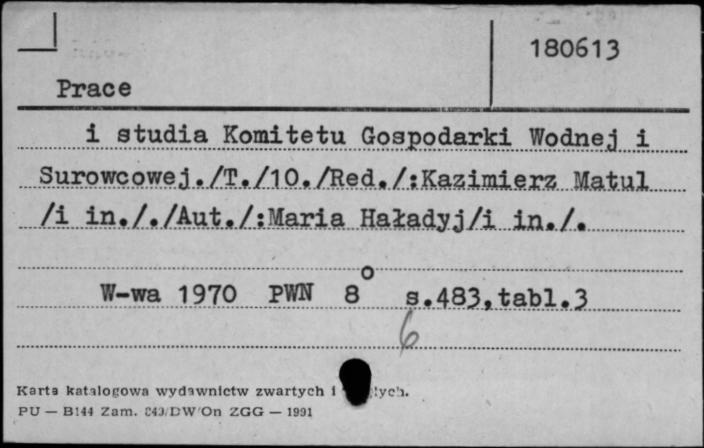 180613
Prace
i studia Komitetu Gospodarki Wodnej i
Surowcowej./T./10./Red./:Kazimierz Matul
/i in././Aut./:Maria Haładyj/i in./.
W-wa 1970 PWN 8° s.483,tabl.3
6
Karta katalogowa wydawnictw zwartych i
PU — B144 Zam. 843/DW/On ZGG — 1991